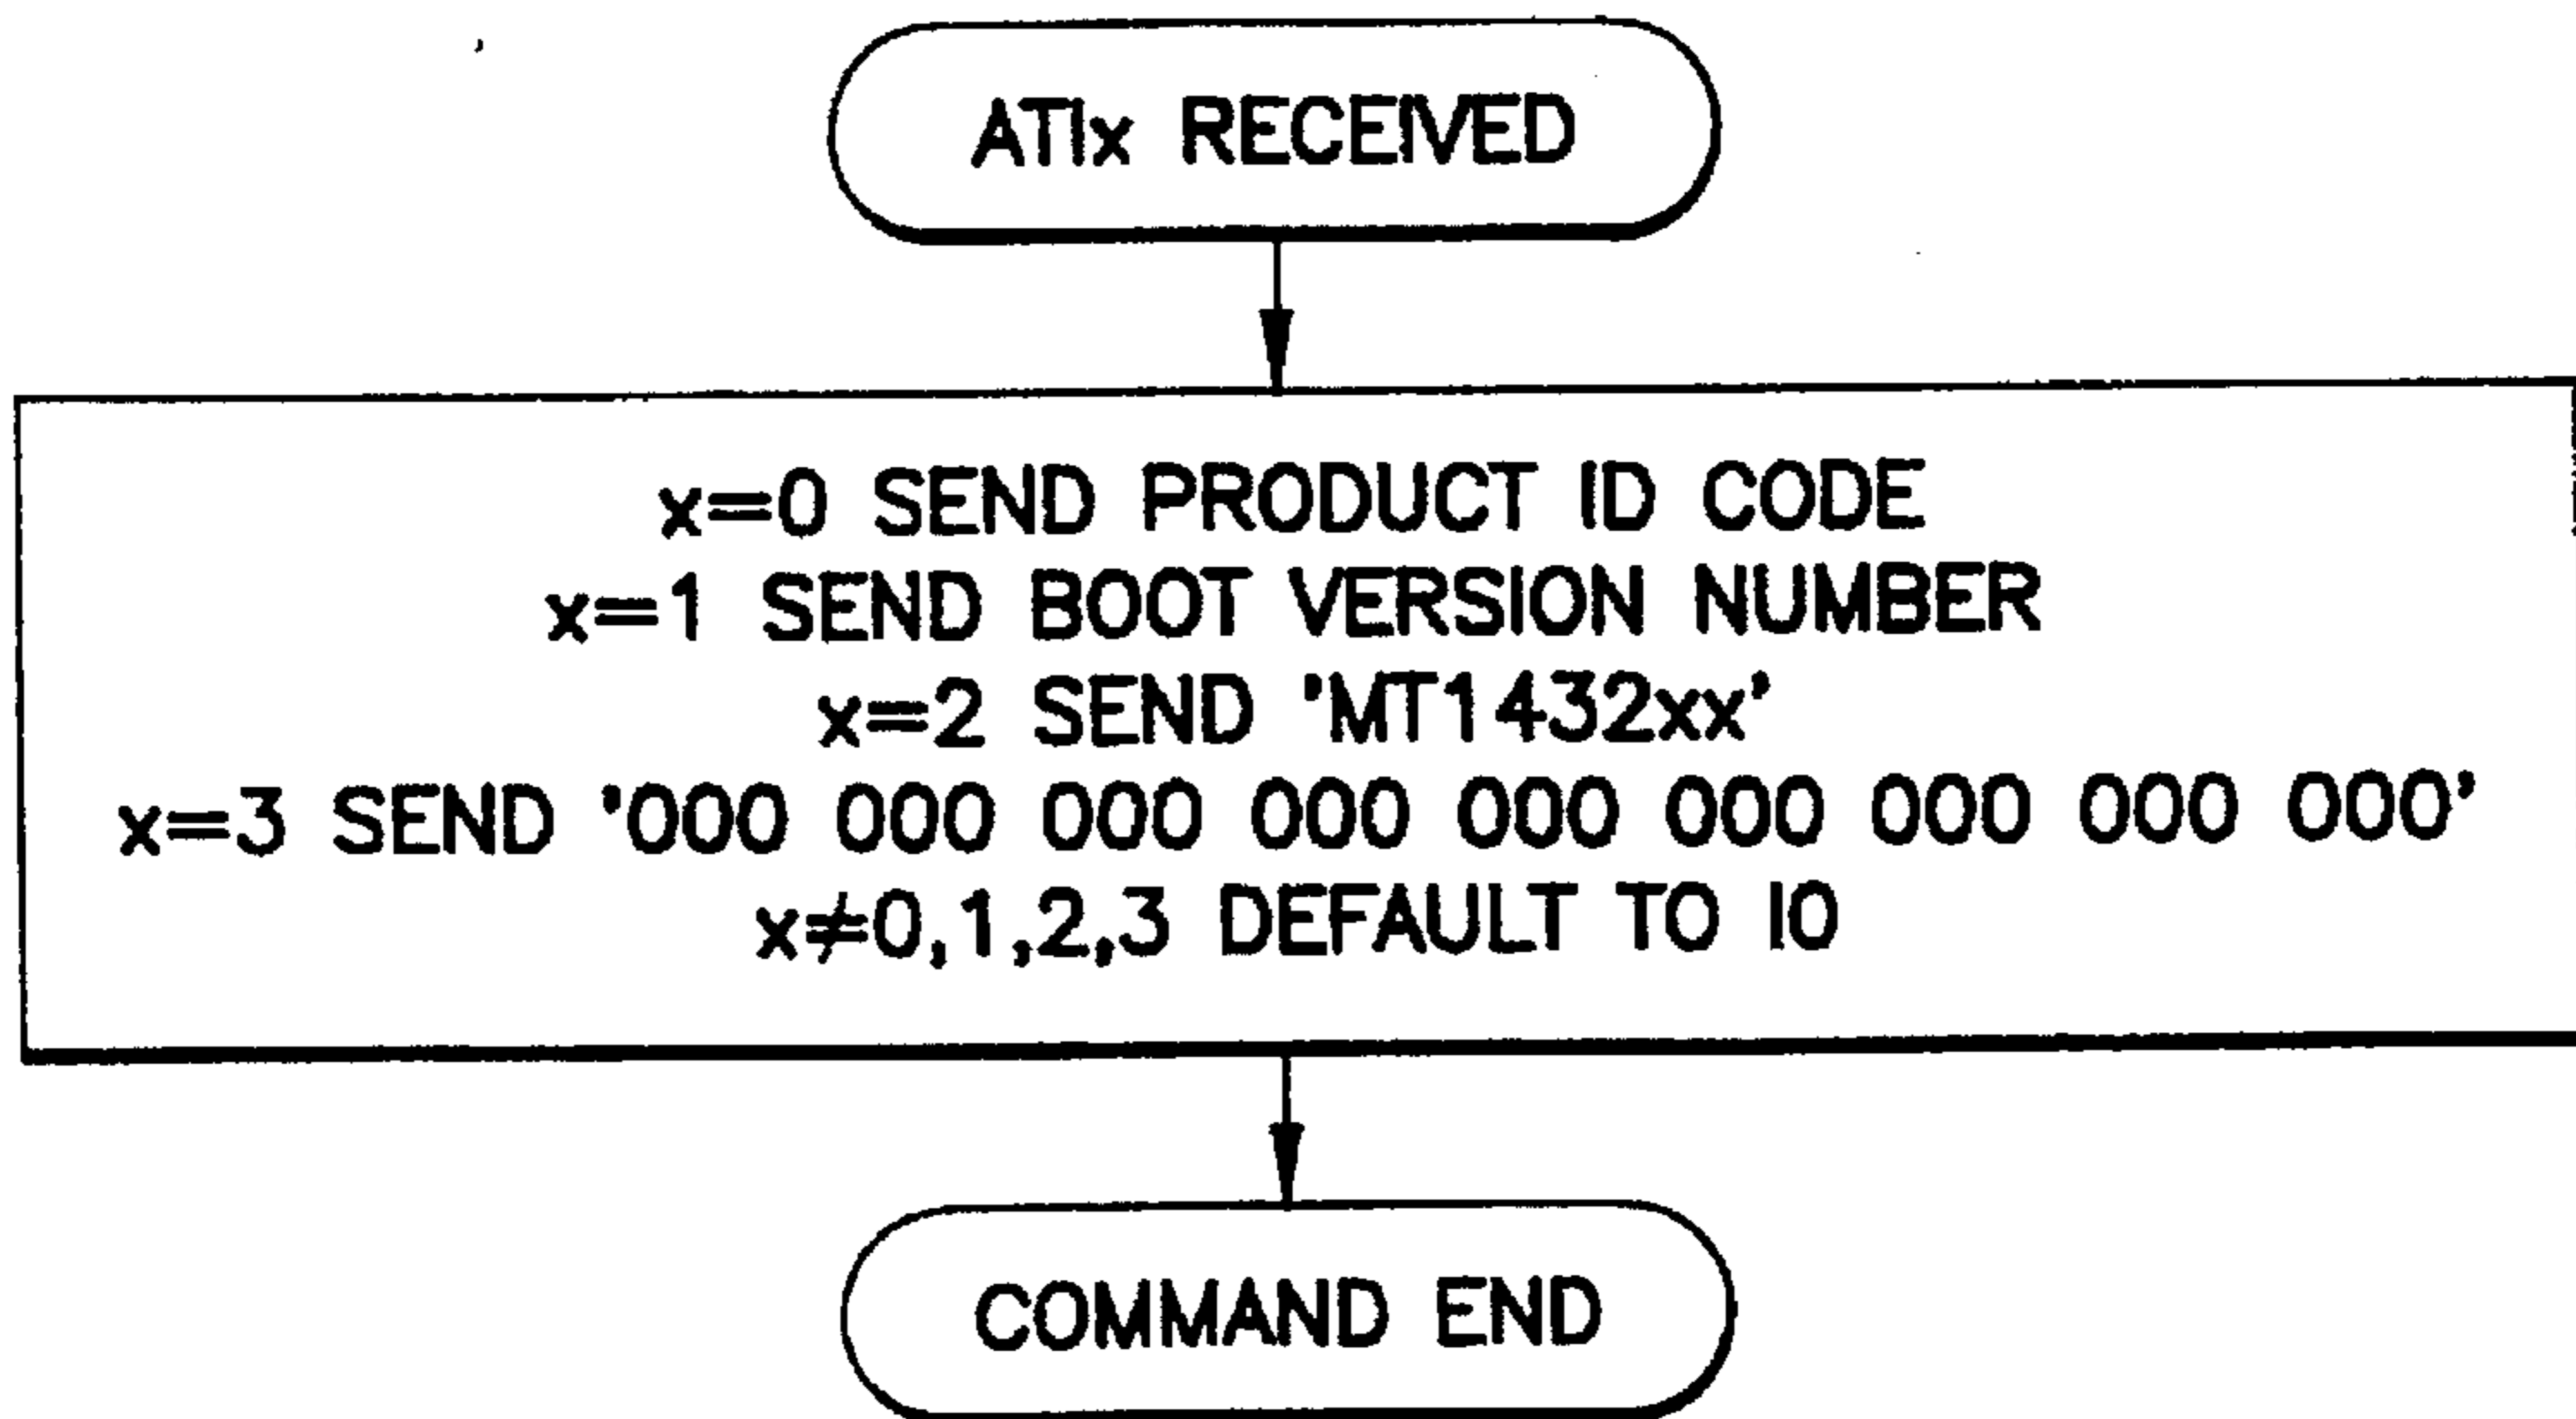 ATIx RECEIVED
x=0 SEND PRODUCT ID CODE
x=1 SEND BOOT VERSION NUMBER
x=2 SEND 'MT1432xx'
x=3 SEND '000 000 000 000 000 000 000 000 000'
x≠0,1,2,3 DEFAULT TO I0
COMMAND END